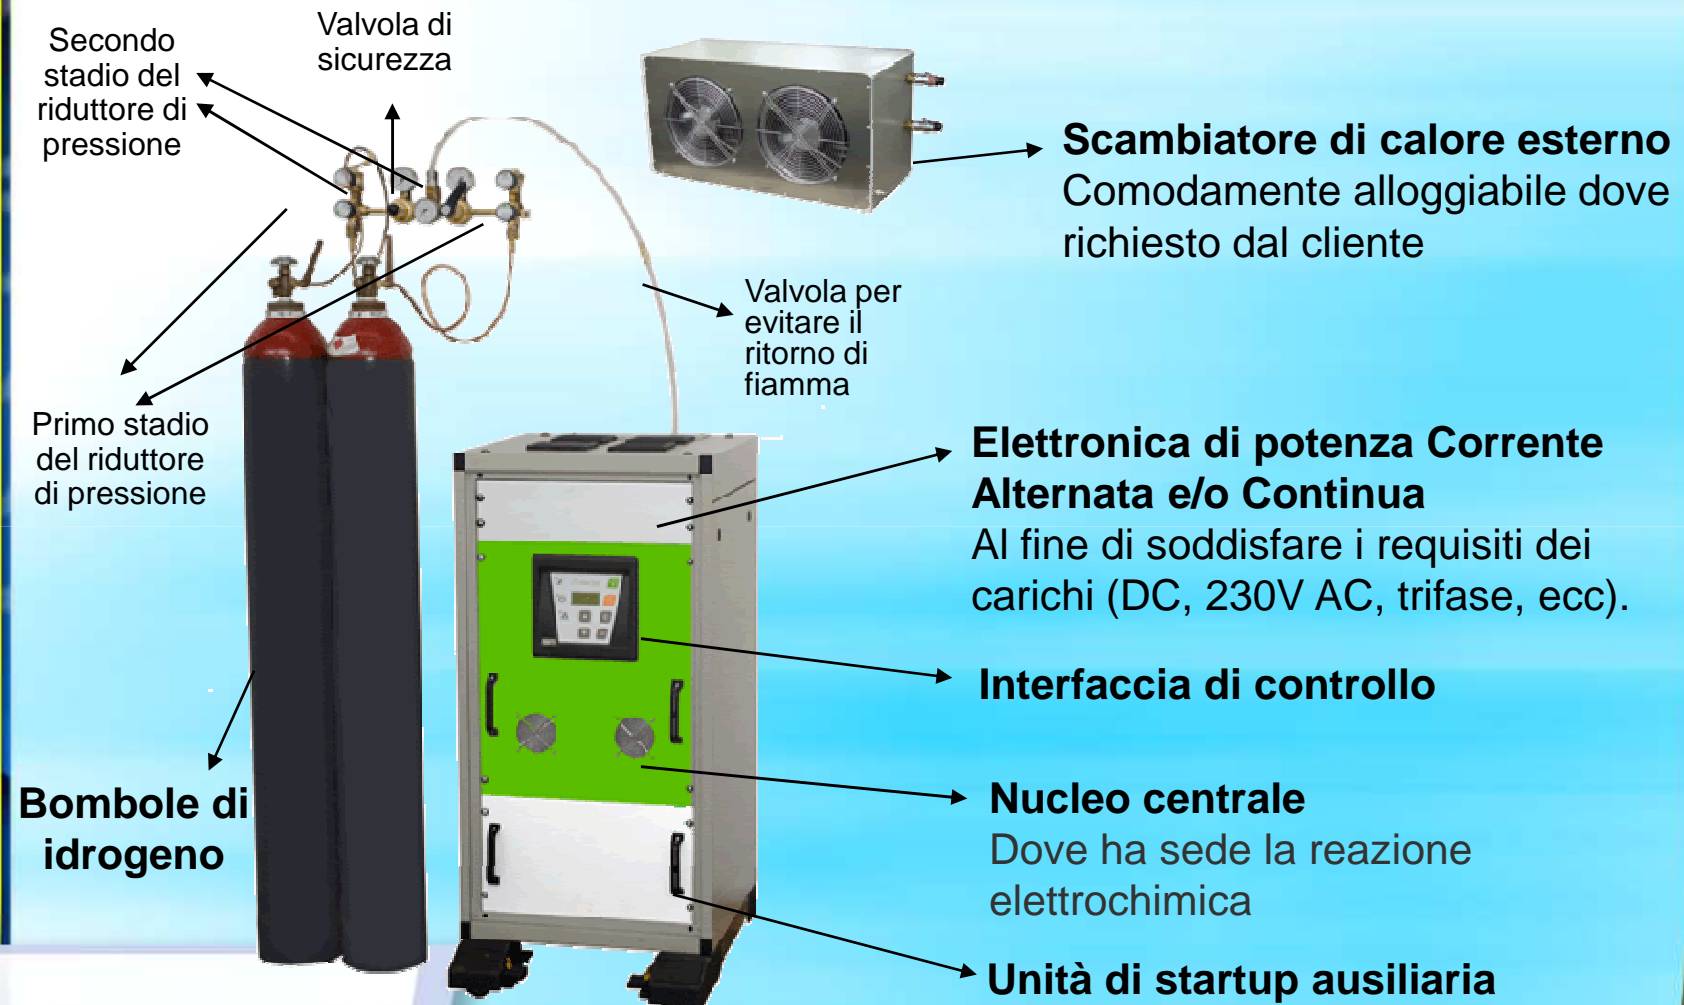 Secondo
stadio del
riduttore di
pressione
Valvola di
sicurezza
Scambiatore di calore esterno
Comodamente alloggiabile dove
richiesto dal cliente
Valvola per
evitare il
ritorno di
fiamma
Primo stadio
del riduttore
di pressione
Elettronica di potenza Corrente
Alternata e/o Continua
Al fine di soddisfare i requisiti dei
carichi (DC, 230V AC, trifase, ecc).
Interfaccia di controllo
Bombole di
idrogeno
Nucleo centrale
Dove ha sede la reazione
elettrochimica
Unità di startup ausiliaria